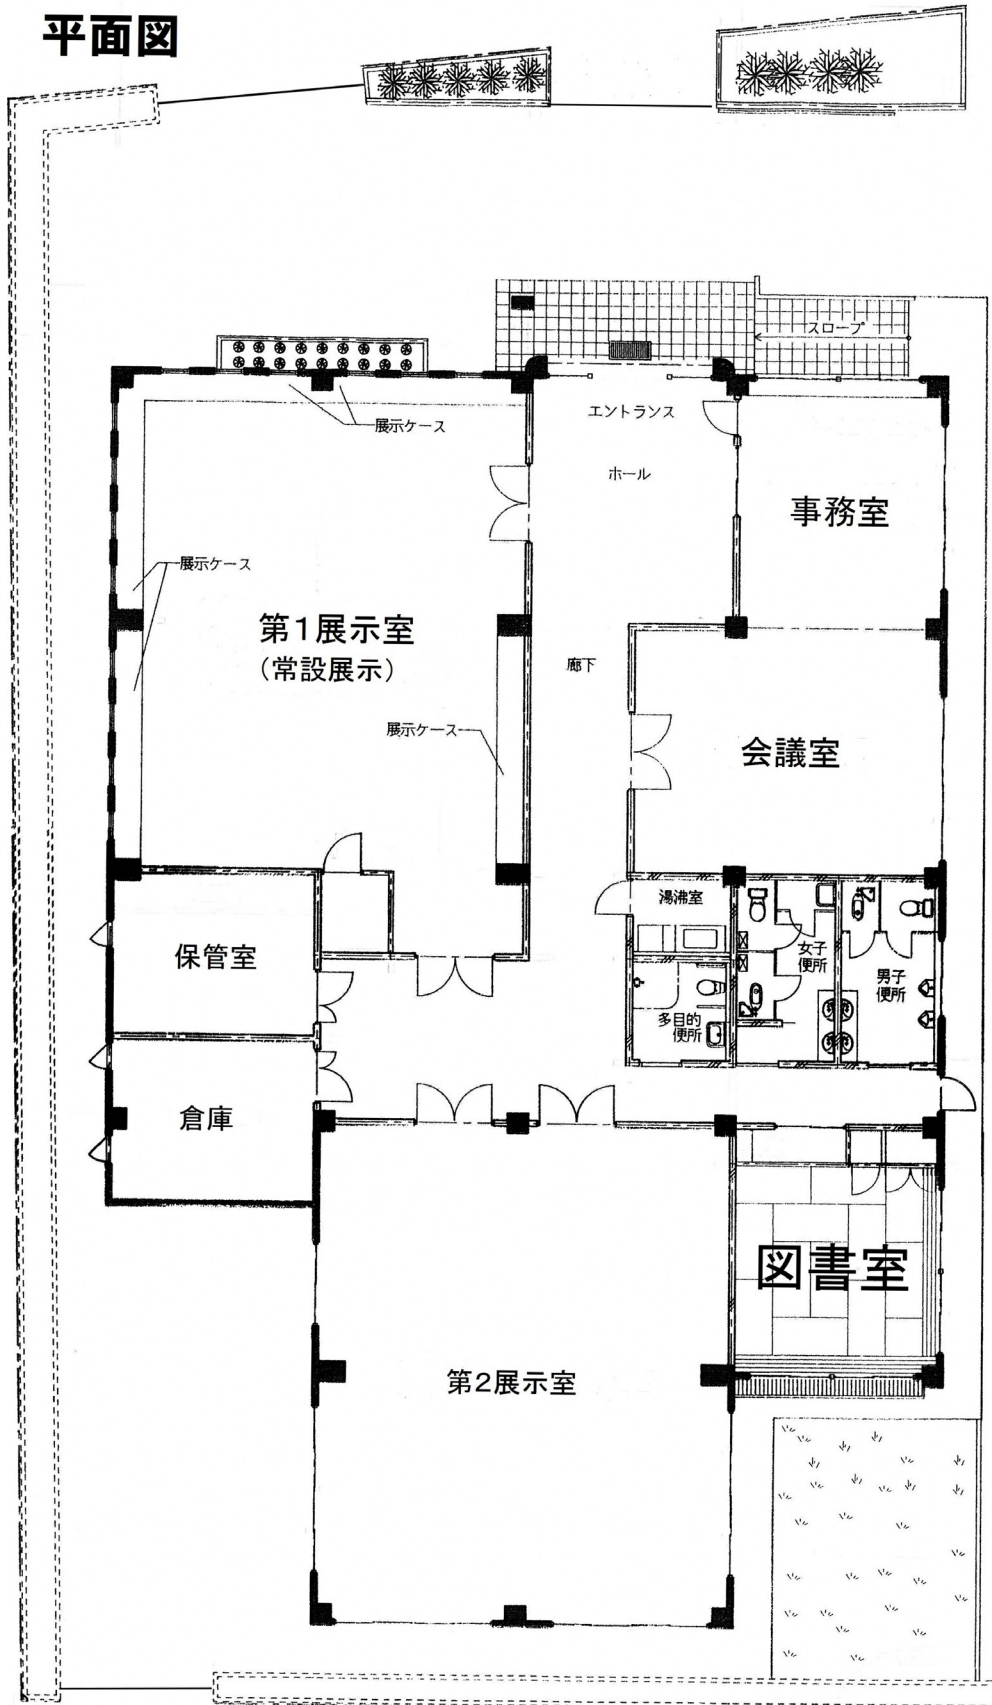 平面図
スロープ
エントランス
展示ケース
ホール
事務室
展示ケース
第1展示室
(常設展示)
廊下
展示ケース
会議室
湯沸室
保管室
女子
便所
男子
便所
多目的
便所
倉庫
図書室
第2展示室